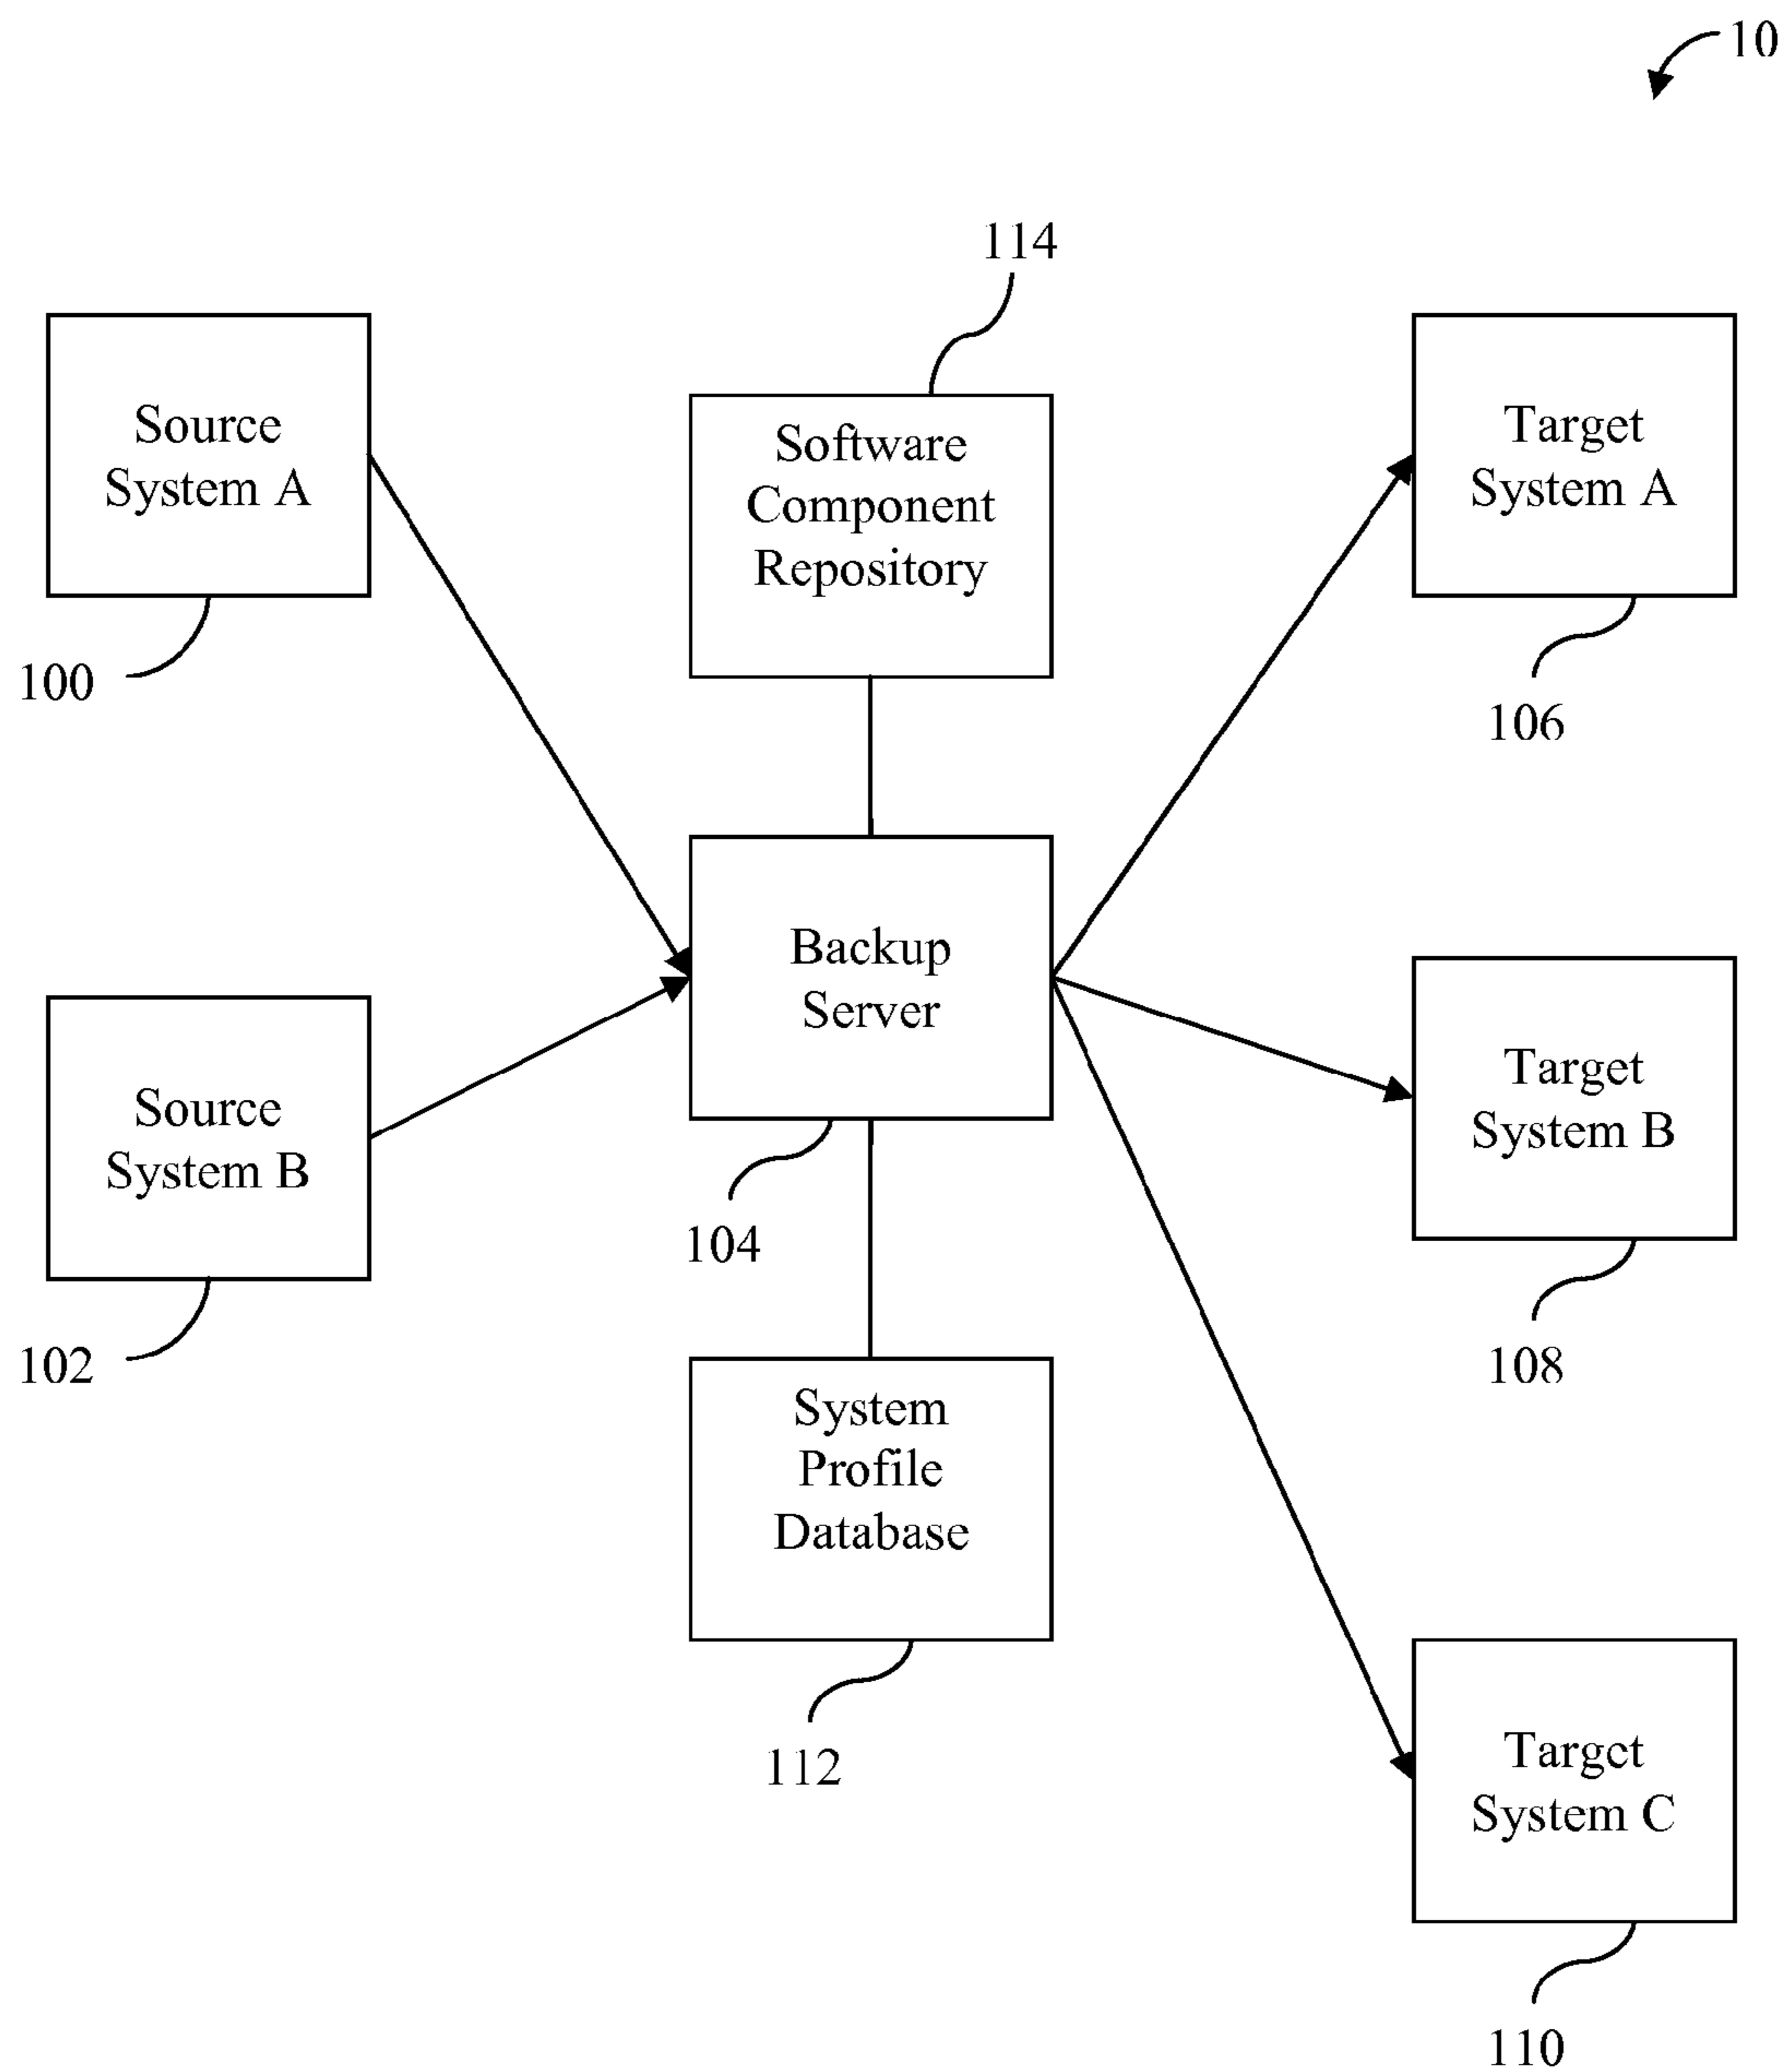 10
114
Source
System A
100
Software
Component
Repository
Target
System A
106
Backup
Server
104
Source
System B
102
Target
System B
108
System
Profile
Database
112
Target
System C
110